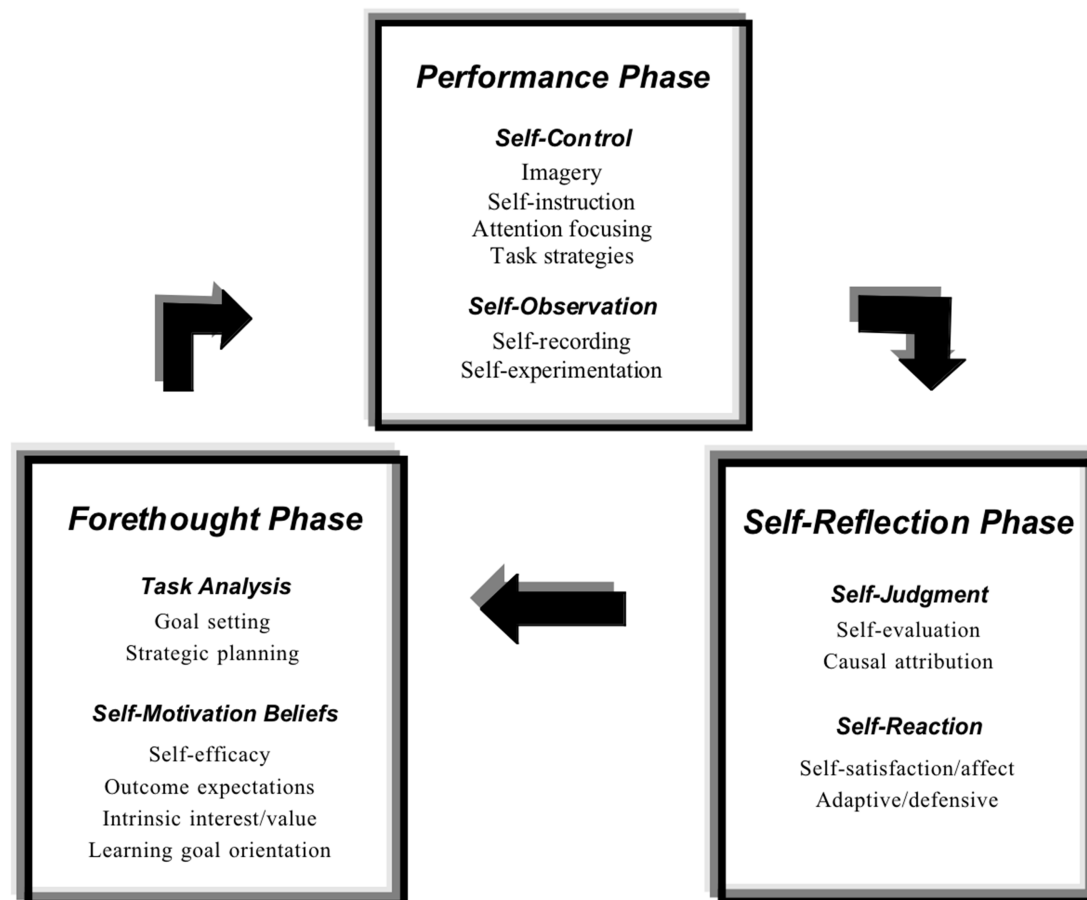 Performance Phase
Self-Control
Imagery
Self-instruction
Attention focusing
Task strategies
Self-Observation
Self-recording
Self-experimentation
Forethought Phase
Task Analysis
Goal setting
Strategic planning
Self-Motivation Beliefs
Self-efficacy
Outcome expectations
Intrinsic interest/value
Learning goal orientation
Self-Reflection Phase
Self-Judgment
Self-evaluation
Causal attribution
Self-Reaction
Self-satisfaction/affect
Adaptive/defensive